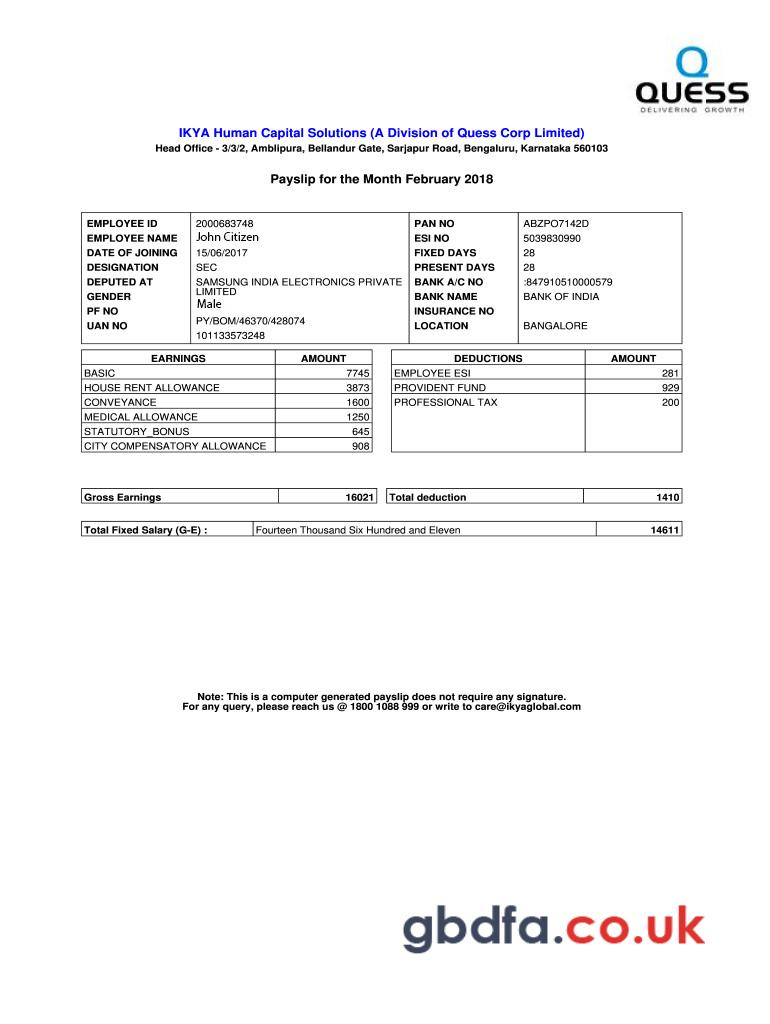 QUESS
DELIVERING GROWTH
IKYA Human Capital Solutions (A Division of Quess Corp Limited)
Head Office - 3/3/2, Amblipura, Bellandur Gate, Sarjapur Road, Bengaluru, Karnataka 560103
Payslip for the Month February 2018
EMPLOYEE ID 2000683748 PAN NO ABZPO7142D
EMPLOYEE NAME John Citizen ESI NO 5039830990
DATE OF JOINING 15/06/2017 FIXED DAYS 28
DESIGNATION SEC PRESENT DAYS 28
DEPUTED AT SAMSUNG INDIA ELECTRONICS PRIVATE LIMITED BANK A/C NO :847910510000579
GENDER Male BANK NAME BANK OF INDIA
PF NO PY/BOM/46370/428074 INSURANCE NO
UAN NO 101133573248 LOCATION BANGALORE
EARNINGS AMOUNT DEDUCTIONS AMOUNT
BASIC 7745 EMPLOYEE ESI 281
HOUSE RENT ALLOWANCE 3873 PROVIDENT FUND 929
CONVEYANCE 1600 PROFESSIONAL TAX 200
MEDICAL ALLOWANCE 1250
STATUTORY_BONUS 645
CITY COMPENSATORY ALLOWANCE 908
Gross Earnings 16021 Total deduction 1410
Total Fixed Salary (G-E) : Fourteen Thousand Six Hundred and Eleven 14611
Note: This is a computer generated payslip does not require any signature.
For any query, please reach us @ 1800 1088 999 or write to care@ikyaglobal.com
gbdfa.co.uk